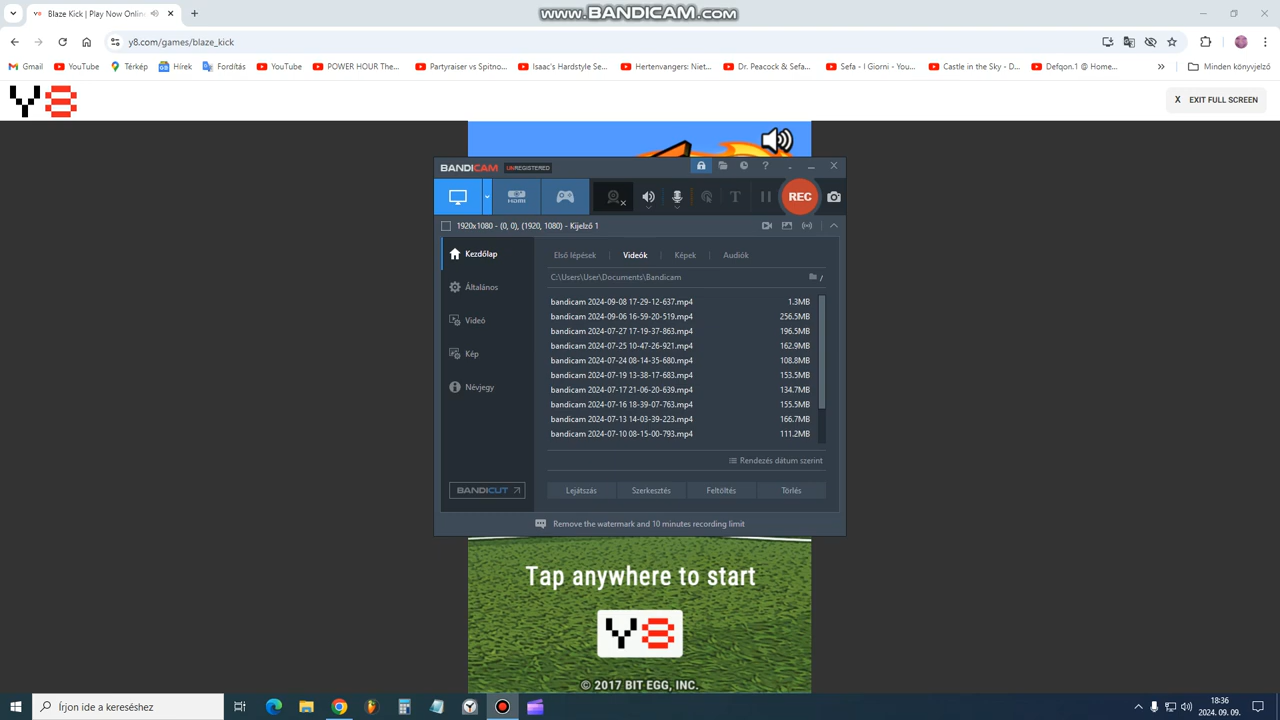 Blaze Kick | Play Now Onlin
www.BANDICAM.com
y8.com/games/blaze_kick
Gmail YouTube Térkép Hírek Fordítás YouTube POWER HOUR The... Partyraiser vs Spitno... Isaac's Hardstyle Se... Hertenvangers: Niet... Dr. Peacock & Sefa... Sefa - I Giorni - You... Castle in the Sky - D... Defqon.1 @ Home... » Minden könyvjelző
Y8
X EXIT FULL SCREEN
BANDICAM UNREGISTERED
HDMI T REC
1920x1080 - (0, 0), (1920, 1080) - Kijelző 1
Kezdőlap
Általános
Videó
Kép
Névjegy
BANDICUT
Első lépések Videók Képek Audiók
C:\Users\User\Documents\Bandicam
bandicam 2024-09-08 17-29-12-637.mp4 1.3MB
bandicam 2024-09-06 16-59-20-519.mp4 256.5MB
bandicam 2024-07-27 17-19-37-863.mp4 196.5MB
bandicam 2024-07-25 10-47-26-921.mp4 162.9MB
bandicam 2024-07-24 08-14-35-680.mp4 108.8MB
bandicam 2024-07-19 13-38-17-683.mp4 153.5MB
bandicam 2024-07-17 21-06-20-639.mp4 134.7MB
bandicam 2024-07-16 18-39-07-763.mp4 155.5MB
bandicam 2024-07-13 14-03-39-223.mp4 166.7MB
bandicam 2024-07-10 08-15-00-793.mp4 111.2MB
Rendezés dátum szerint
Lejátszás Szerkesztés Feltöltés Törlés
Remove the watermark and 10 minutes recording limit
Tap anywhere to start
Y8
© 2017 BIT EGG, INC.
Írjon ide a kereséshez
18:36
2024. 09. 09.